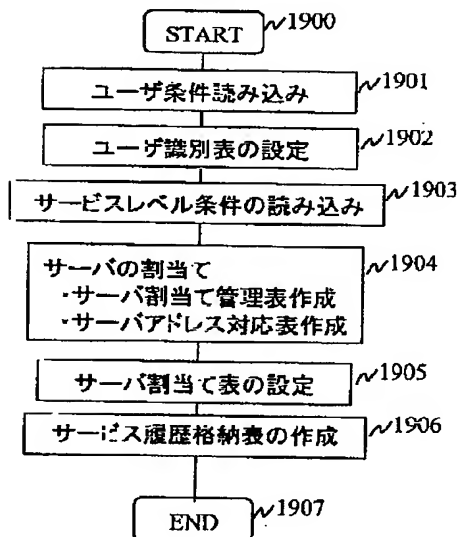 START 1900
ユーザ条件読み込み 1901
ユーザ識別表の設定 1902
サービスレベル条件の読み込み 1903
サーバの割当て 1904
・サーバ割当て管理表作成
・サーバアドレス対応表作成
サーバ割当て表の設定 1905
サービス履歴格納表の作成 1906
END 1907